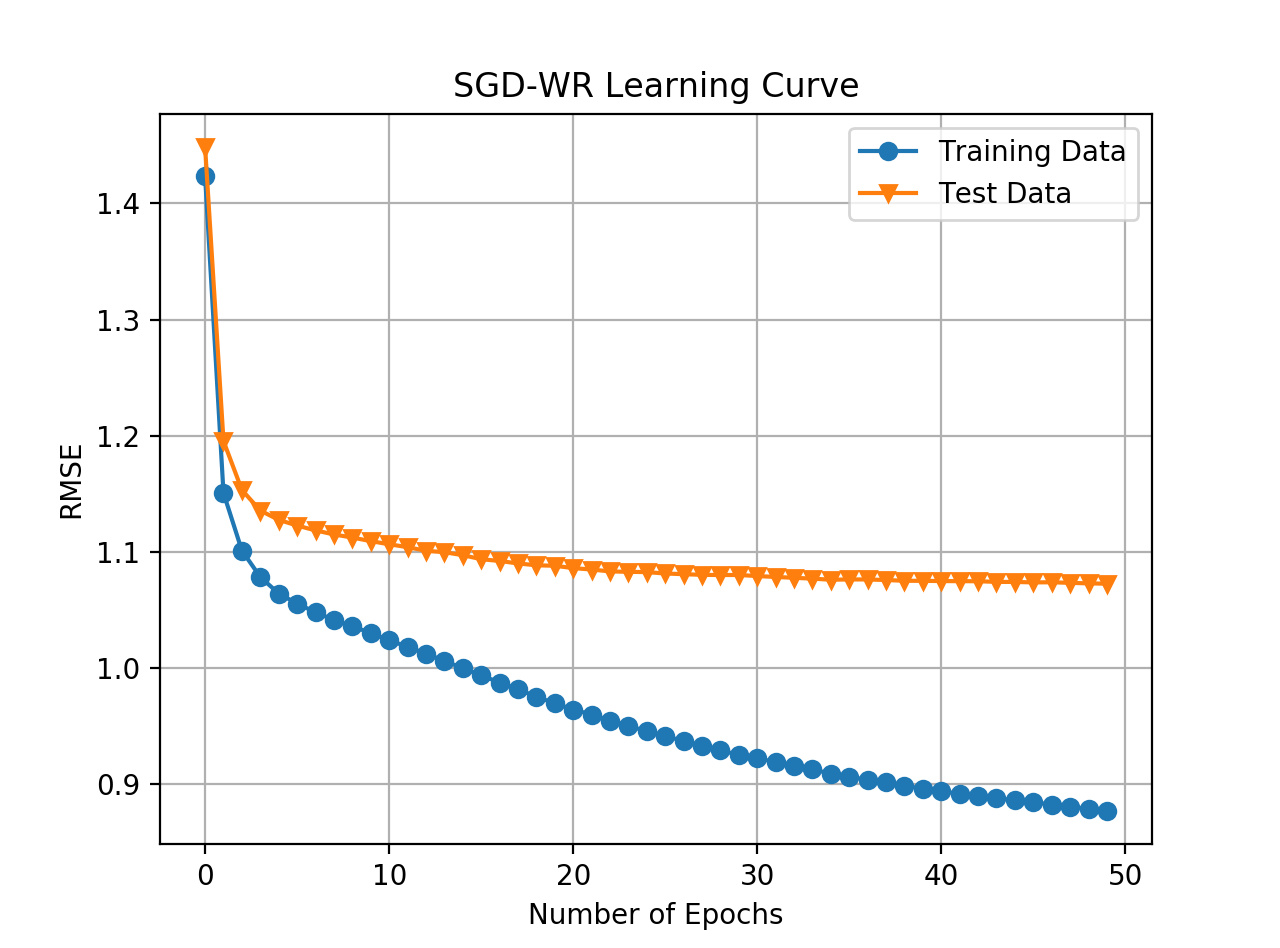 SGD-WR Learning Curve
Training Data
Test Data
RMSE
1.4
1.3
1.2
1.1
1.0
0.9
0 10 20 30 40 50
Number of Epochs